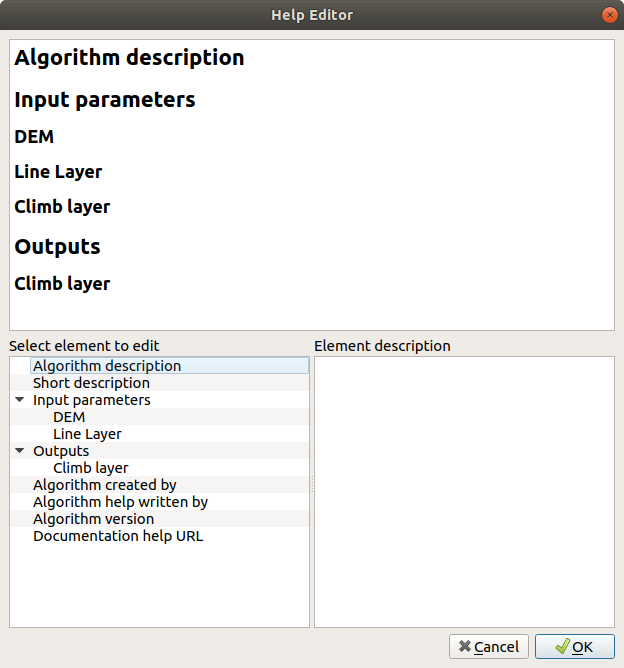 Help Editor
Algorithm description
Input parameters
DEM
Line Layer
Climb layer
Outputs
Climb layer
Select element to edit
Element description
Algorithm description
Short description
Input parameters
DEM
Line Layer
Outputs
Climb layer
Algorithm created by
Algorithm help written by
Algorithm version
Documentation help URL
Cancel
OK